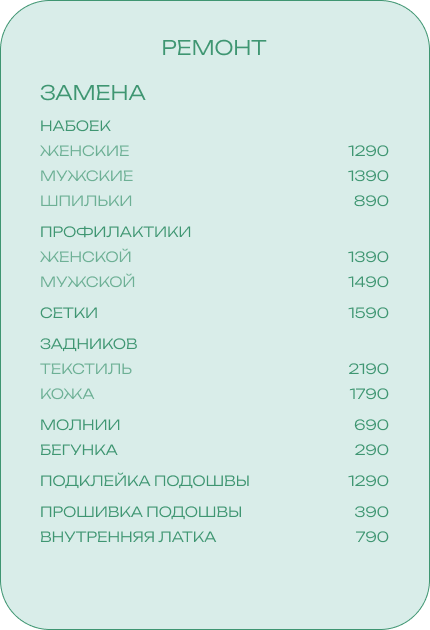 РЕМОНТ
ЗАМЕНА
НАБОЕК
ЖЕНСКИЕ 1290
МУЖСКИЕ 1390
ШПИЛЬКИ 890
ПРОФИЛАКТИКИ
ЖЕНСКОЙ 1390
МУЖСКОЙ 1490
СЕТКИ 1590
ЗАДНИКОВ
ТЕКСТИЛЬ 2190
КОЖА 1790
МОЛНИИ 690
БЕГУНКА 290
ПОДКЛЕЙКА ПОДОШВЫ 1290
ПРОШИВКА ПОДОШВЫ 390
ВНУТРЕННЯЯ ЛАТКА 790